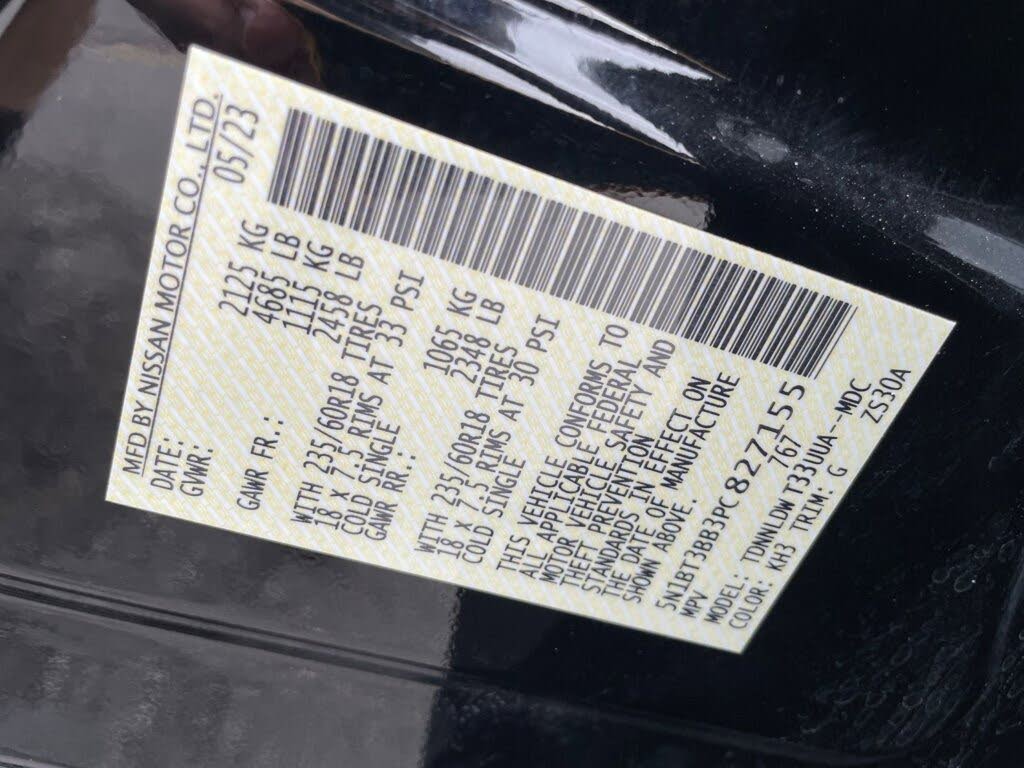 MFD BY NISSAN MOTOR CO., LTD.
DATE: 05/23
GVWR: 2125 KG
4685 LB
GAWR FR.: 1115 KG
2458 LB
WTH 235/60R18 TIRES
18 x 7.5 RIMS AT 33 PSI
COLD SINGLE
GAWR RR.: 1065 KG
2348 LB
WTH 235/60R18 TIRES
18 x 7.5 RIMS AT 30 PSI
COLD SINGLE
THIS VEHICLE CONFORMS TO
ALL APPLICABLE FEDERAL
MOTOR VEHICLE SAFETY AND
THEFT PREVENTION
STANDARDS IN EFFECT ON
THE DATE OF MANUFACTURE
SHOWN ABOVE.
5N1BT3BB3PC827155
MPV 767
MODEL: TDNNLDWT33UUA--MDC
COLOR: KH3 TRIM: G ZS30A